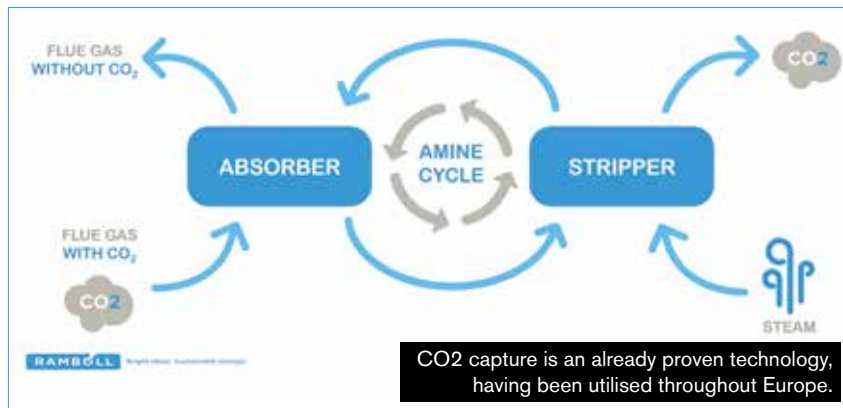 FLUE GAS
WITHOUT CO₂
CO2
ABSORBER
AMINE
CYCLE
STRIPPER
FLUE GAS
WITH CO₂
CO2
STEAM
RAMBOLL
CO2 capture is an already proven technology,
having been utilised throughout Europe.